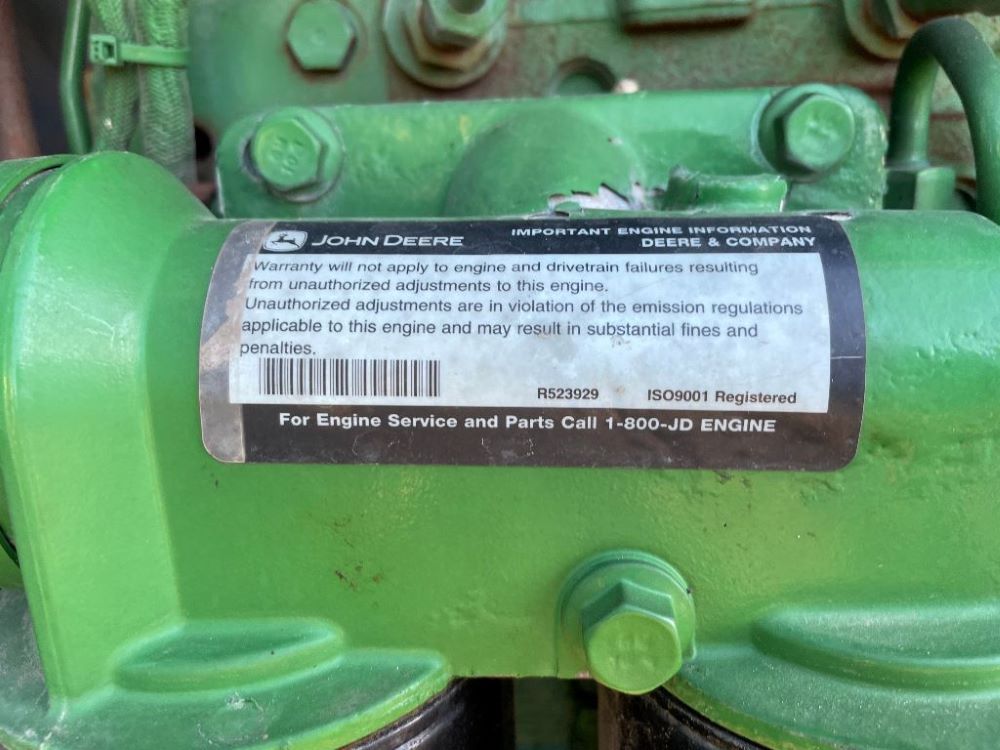 JOHN DEERE
IMPORTANT ENGINE INFORMATION
DEERE & COMPANY
Warranty will not apply to engine and drivetrain failures resulting
from unauthorized adjustments to this engine.
Unauthorized adjustments are in violation of the emission regulations
applicable to this engine and may result in substantial fines and
penalties.
R523929 ISO9001 Registered
For Engine Service and Parts Call 1-800-JD ENGINE